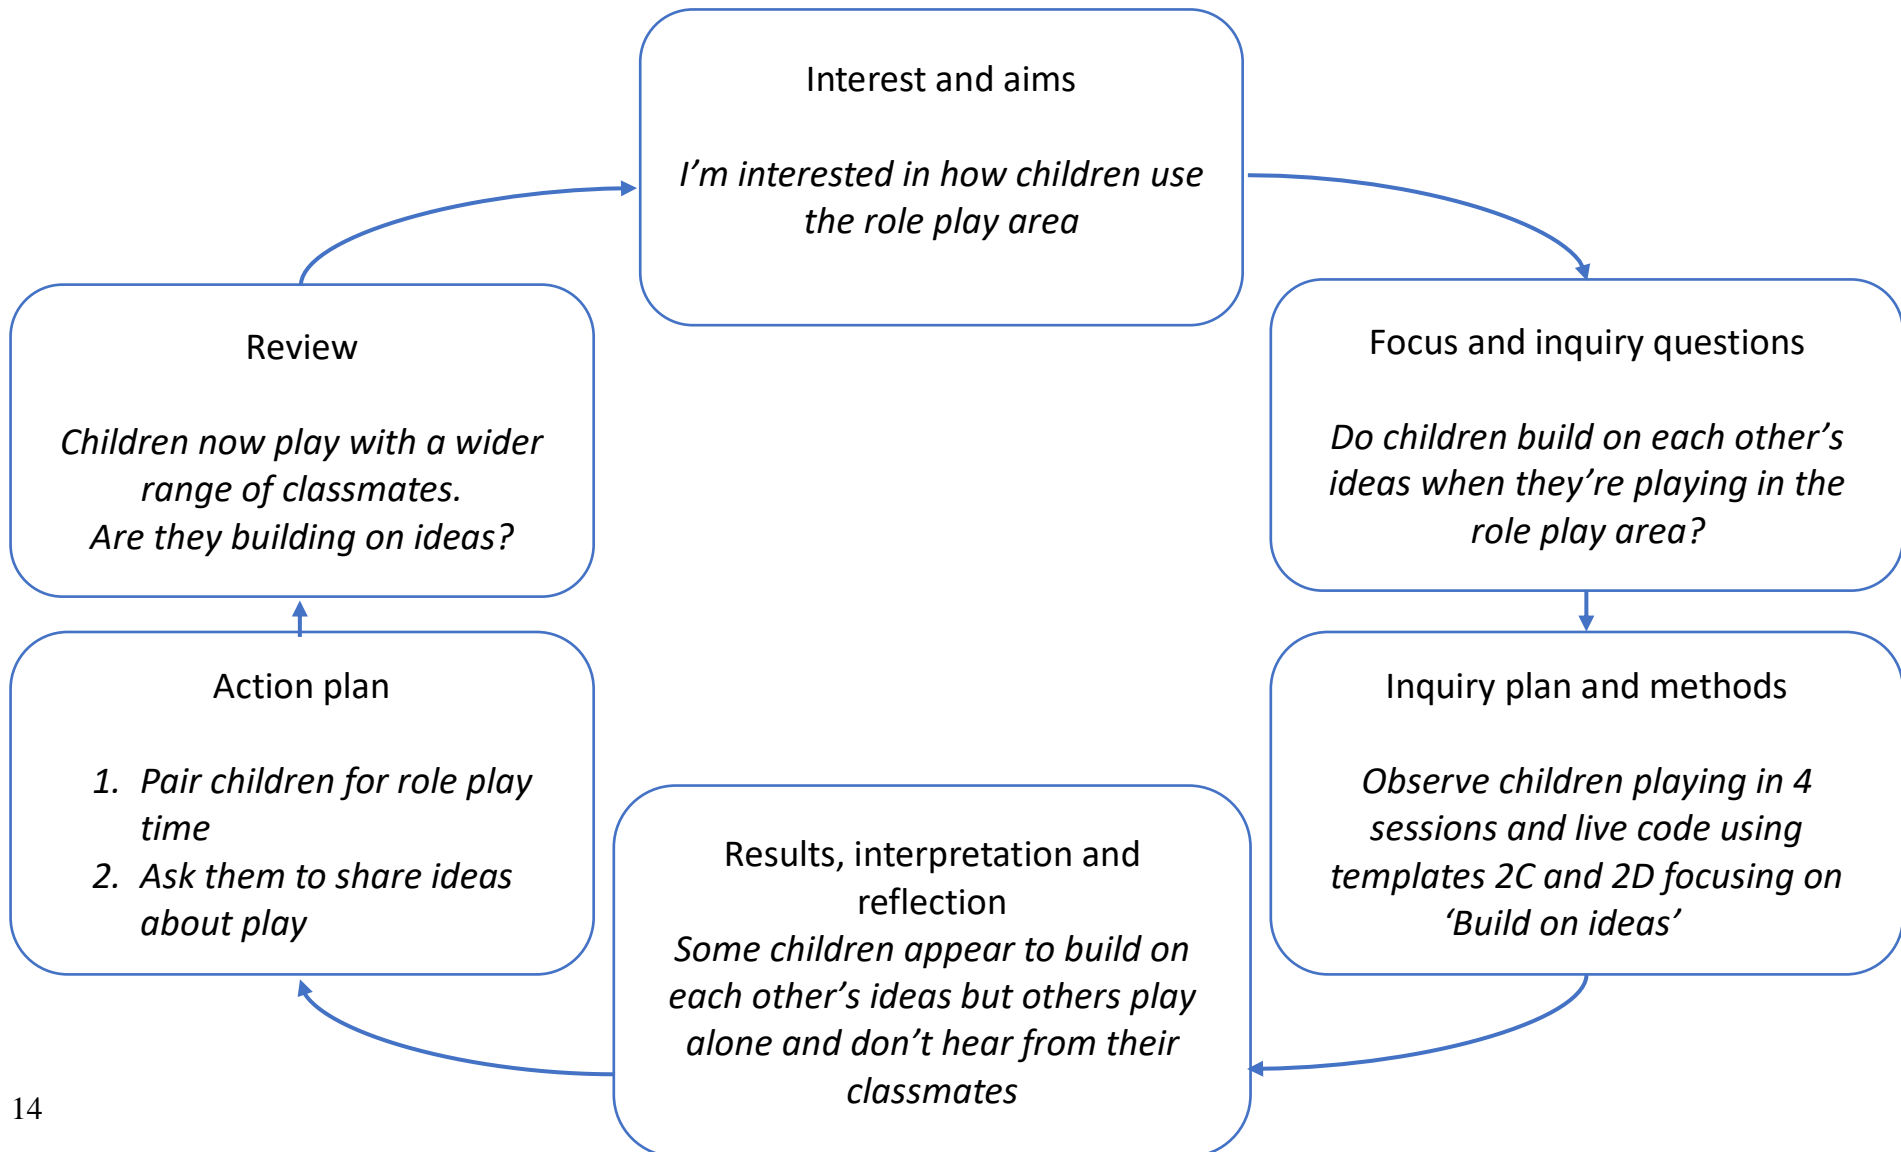 Interest and aims
I’m interested in how children use
the role play area
Focus and inquiry questions
Do children build on each other’s
ideas when they’re playing in the
role play area?
Inquiry plan and methods
Observe children playing in 4
sessions and live code using
templates 2C and 2D focusing on
‘Build on ideas’
Results, interpretation and
reflection
Some children appear to build on
each other’s ideas but others play
alone and don’t hear from their
classmates
Action plan
1. Pair children for role play
time
2. Ask them to share ideas
about play
Review
Children now play with a wider
range of classmates.
Are they building on ideas?
14